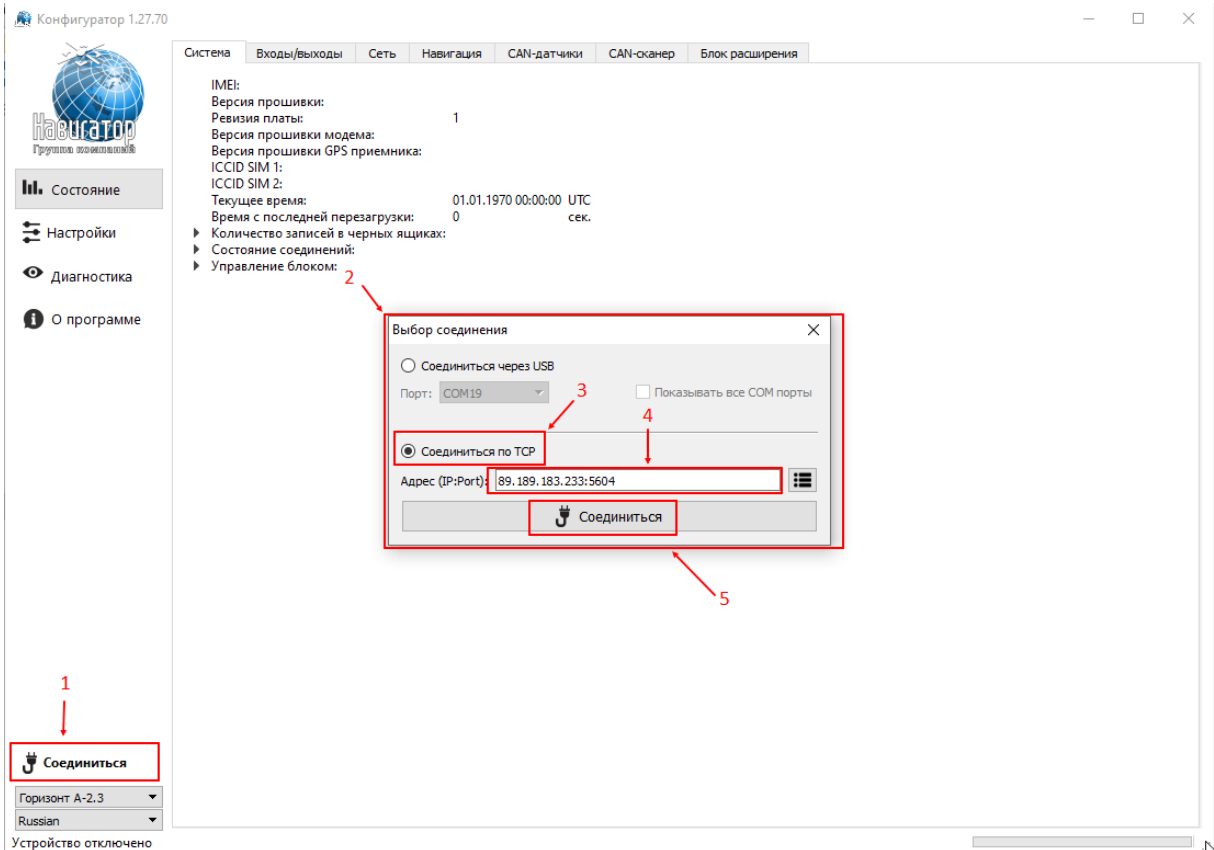 Конфигуратор 1.27.70
Навигатор
Группа компаний
Состояние
Настройки
Диагностика
О программе
Система Входы/выходы Сеть Навигация CAN-датчики CAN-сканер Блок расширения
IMEI:
Версия прошивки:
Ревизия платы: 1
Версия прошивки модема:
Версия прошивки GPS приемника:
ICCID SIM 1:
ICCID SIM 2:
Текущее время: 01.01.1970 00:00:00 UTC
Время с последней перезагрузки: 0 сек.
Количество записей в черных ящиках:
Состояние соединений:
Управление блоком:
2
Выбор соединения
Соединиться через USB
Порт: COM19 Показывать все COM порты
3
4
Соединиться по TCP
Адрес (IP:Port): 89.189.183.233:5604
Соединиться
5
1
Соединиться
Горизонт А-2.3
Russian
Устройство отключено